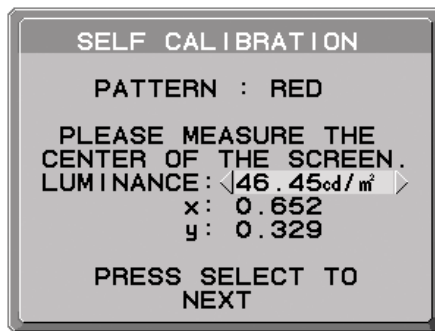 SELF CALIBRATION
PATTERN : RED
PLEASE MEASURE THE
CENTER OF THE SCREEN.
LUMINANCE: 46.45cd/m²
x: 0.652
y: 0.329
PRESS SELECT TO
NEXT